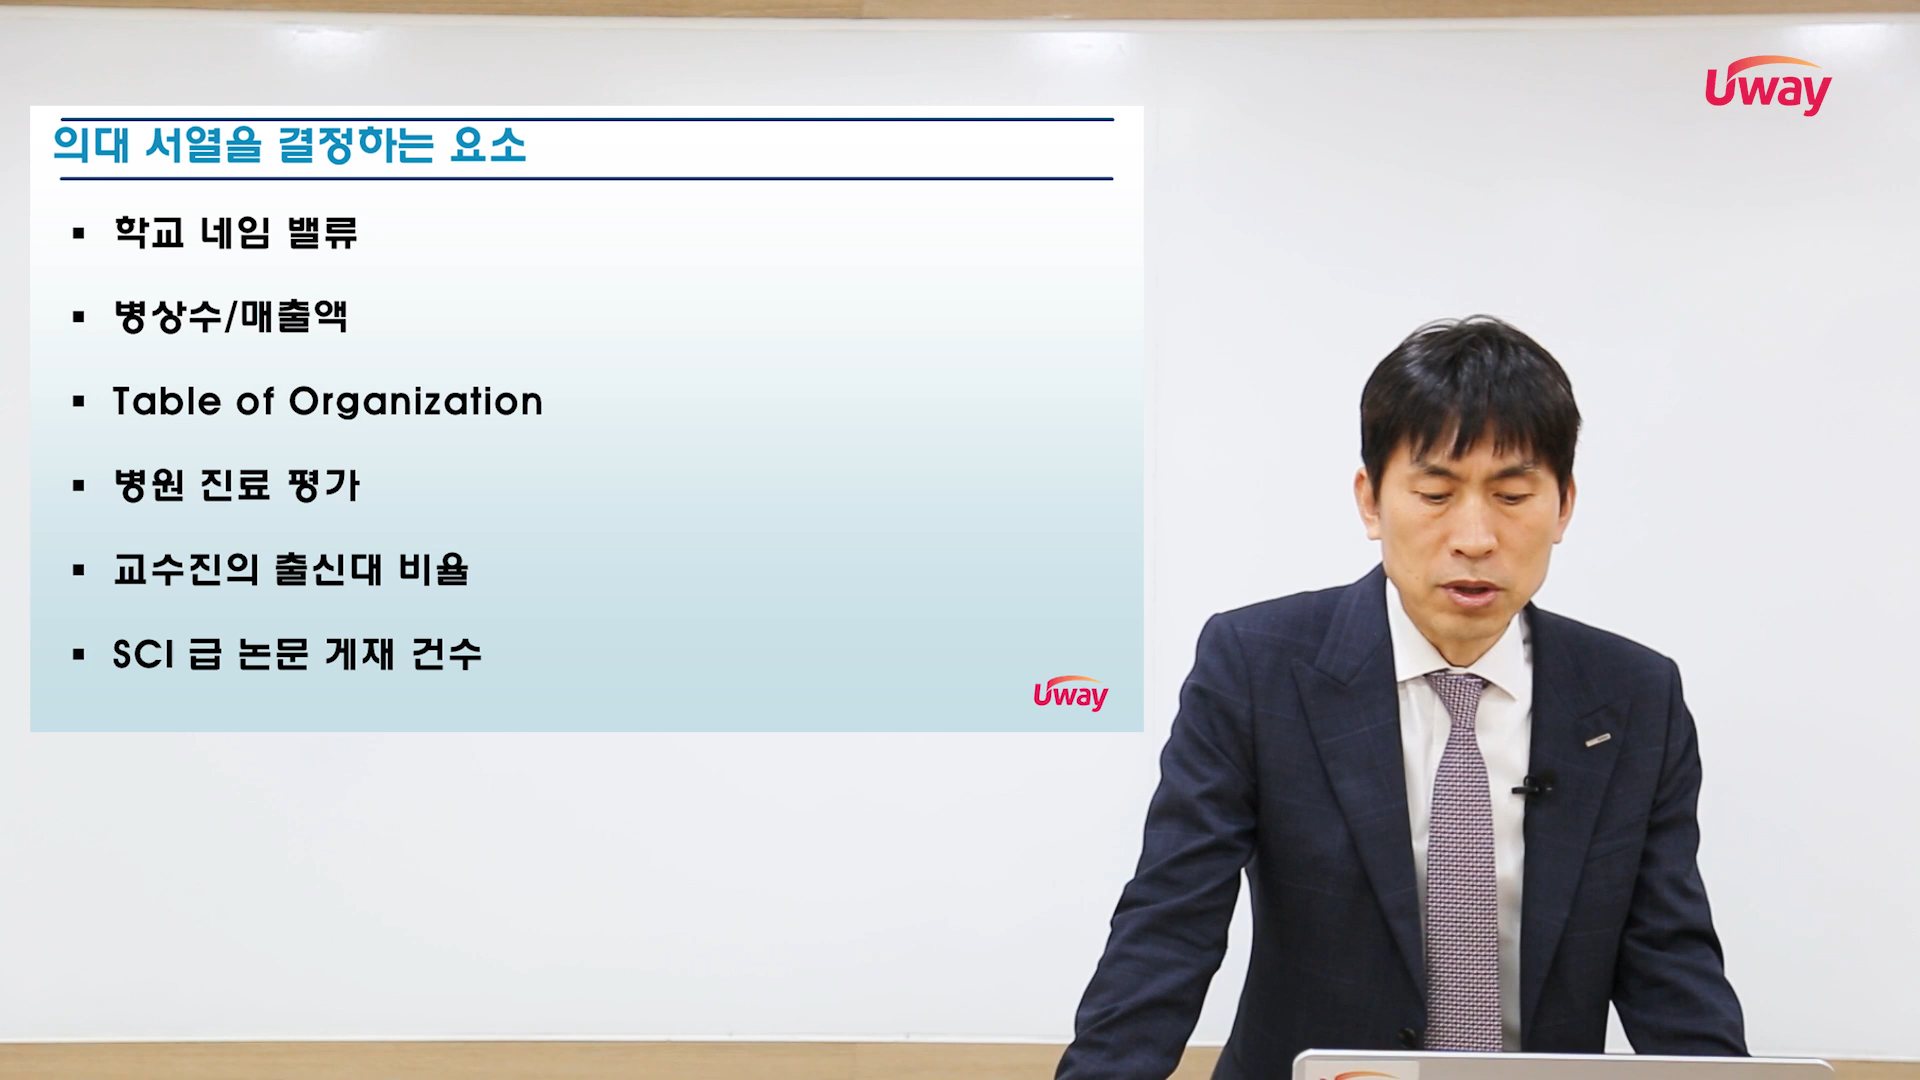 Uway
의대 서열을 결정하는 요소
▪ 학교 네임 밸류
▪ 병상수/매출액
▪ Table of Organization
▪ 병원 진료 평가
▪ 교수진의 출신대 비율
▪ SCI 급 논문 게재 건수
Uway